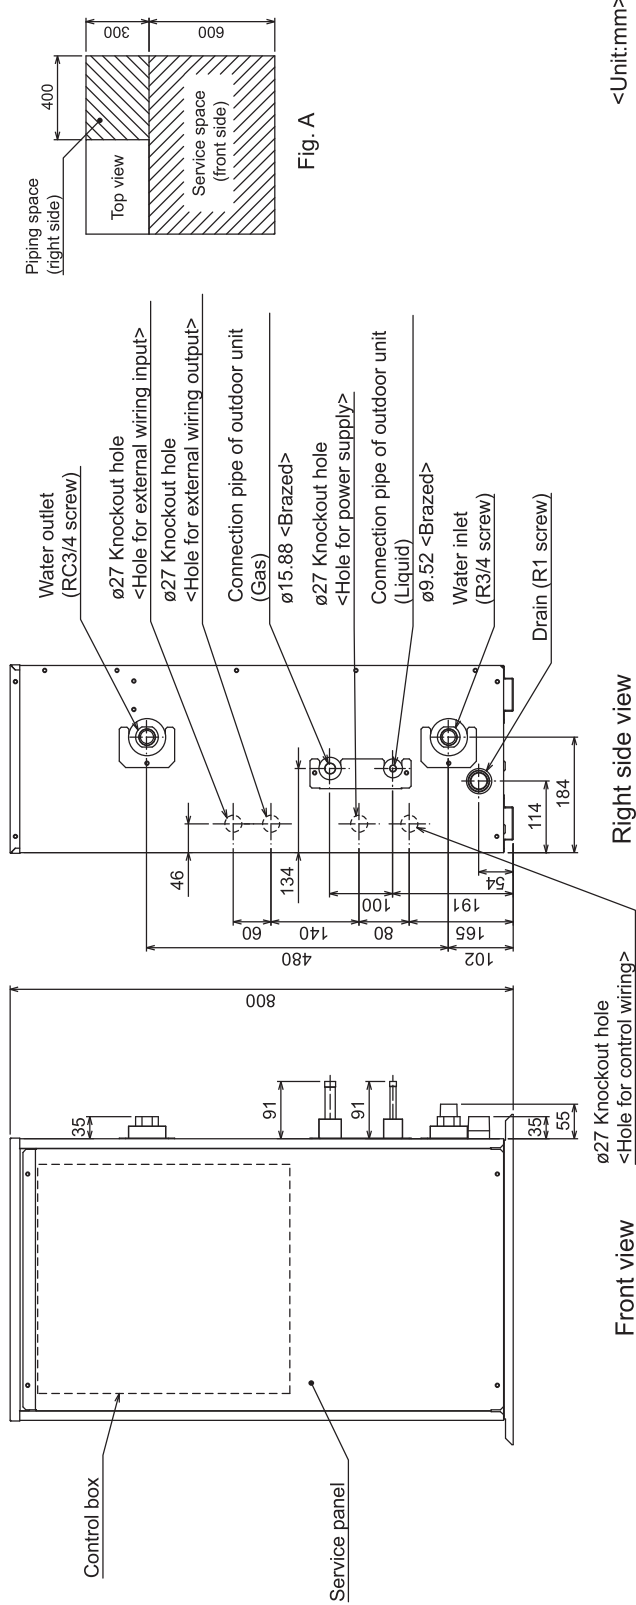 Piping space
(right side)
400
300
600
Top view
Service space
(front side)
Fig. A
<Unit:mm>
Water outlet
(RC3/4 screw)
ø27 Knockout hole
<Hole for external wiring input>
ø27 Knockout hole
<Hole for external wiring output>
Connection pipe of outdoor unit
(Gas)
ø15.88 <Brazed>
ø27 Knockout hole
<Hole for power supply>
Connection pipe of outdoor unit
(Liquid)
ø9.52 <Brazed>
Water inlet
(R3/4 screw)
Drain (R1 screw)
46
134
60
140
80
165
100
191
480
102
54
114
184
Right side view
ø27 Knockout hole
<Hole for control wiring>
800
35
91
91
35
55
Control box
Service panel
Front view